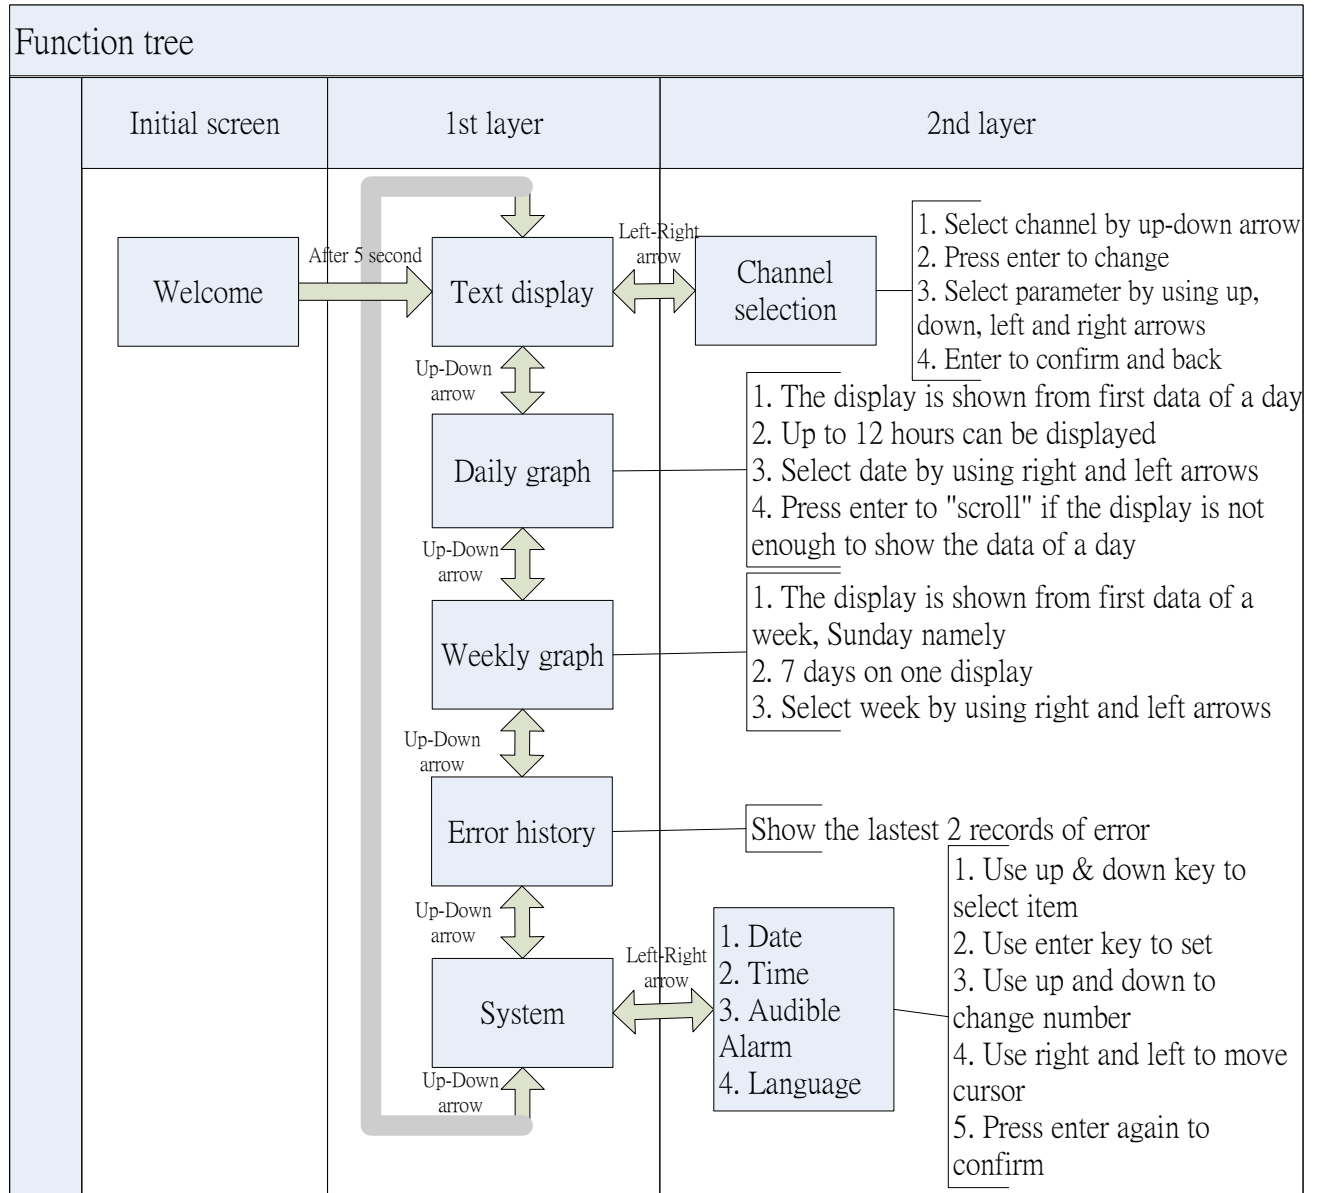 Function tree
Initial screen
1st layer
2nd layer
Welcome
After 5 second
Text display
Left-Right
arrow
Channel
selection
1. Select channel by up-down arrow
2. Press enter to change
3. Select parameter by using up,
down, left and right arrows
4. Enter to confirm and back
Up-Down
arrow
Daily graph
1. The display is shown from first data of a day
2. Up to 12 hours can be displayed
3. Select date by using right and left arrows
4. Press enter to "scroll" if the display is not
enough to show the data of a day
Up-Down
arrow
Weekly graph
1. The display is shown from first data of a
week, Sunday namely
2. 7 days on one display
3. Select week by using right and left arrows
Up-Down
arrow
Error history
Show the lastest 2 records of error
Up-Down
arrow
System
Left-Right
arrow
1. Date
2. Time
3. Audible
Alarm
4. Language
1. Use up & down key to
select item
2. Use enter key to set
3. Use up and down to
change number
4. Use right and left to move
cursor
5. Press enter again to
confirm
Up-Down
arrow